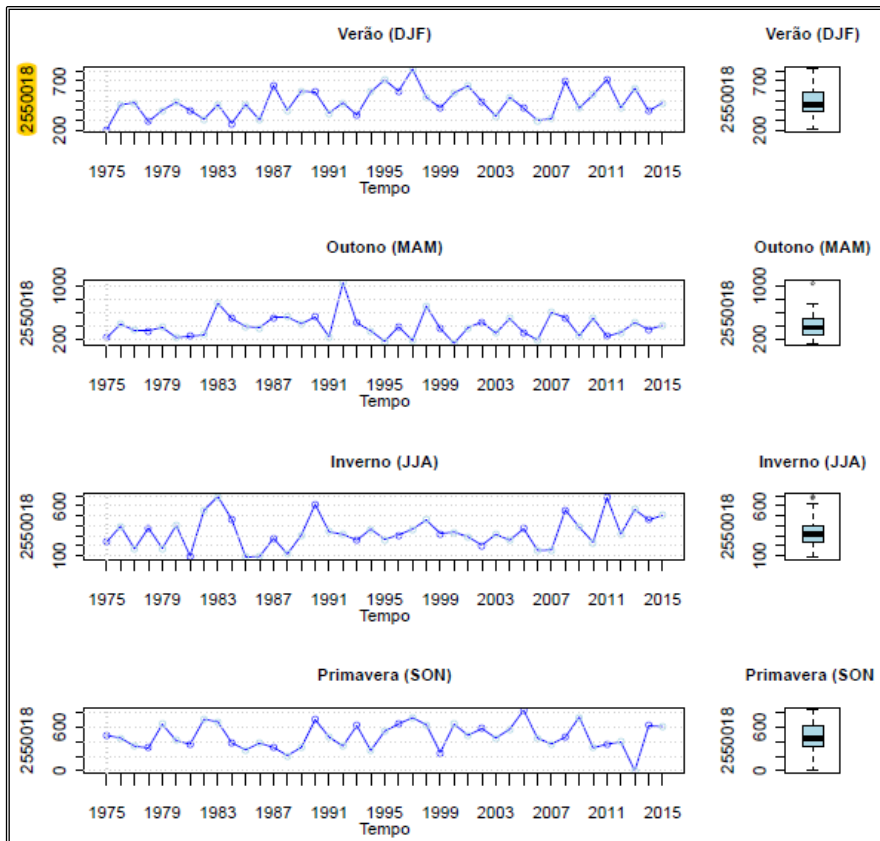 Verão (DJF)
Verão (DJF)
2550018
200 700
2550018
200 700
1975 1979 1983 1987 1991 1995 1999 2003 2007 2011 2015
Tempo
Outono (MAM)
Outono (MAM)
2550018
200 1000
2550018
200 1000
1975 1979 1983 1987 1991 1995 1999 2003 2007 2011 2015
Tempo
Inverno (JJA)
Inverno (JJA)
2550018
100 600
2550018
100 600
1975 1979 1983 1987 1991 1995 1999 2003 2007 2011 2015
Tempo
Primavera (SON)
Primavera (SON
2550018
0 600
2550018
0 600
1975 1979 1983 1987 1991 1995 1999 2003 2007 2011 2015
Tempo